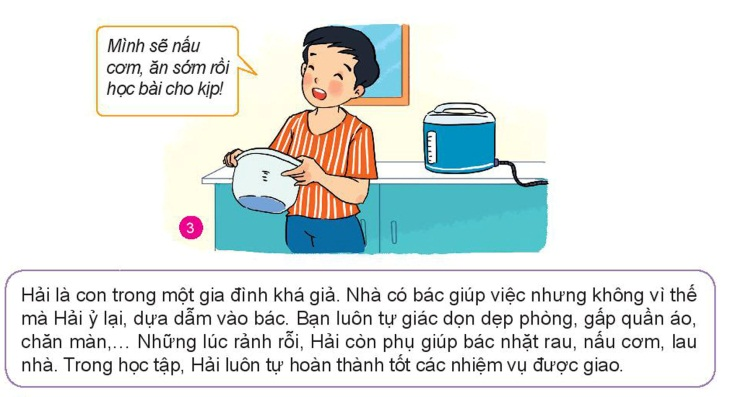 Mình sẽ nấu
cơm, ăn sớm rồi
học bài cho kịp!
3
Hải là con trong một gia đình khá giả. Nhà có bác giúp việc nhưng không vì thế
mà Hải ỷ lại, dựa dẫm vào bác. Bạn luôn tự giác dọn dẹp phòng, gấp quần áo,
chăn màn,... Những lúc rảnh rỗi, Hải còn phụ giúp bác nhặt rau, nấu cơm, lau
nhà. Trong học tập, Hải luôn tự hoàn thành tốt các nhiệm vụ được giao.